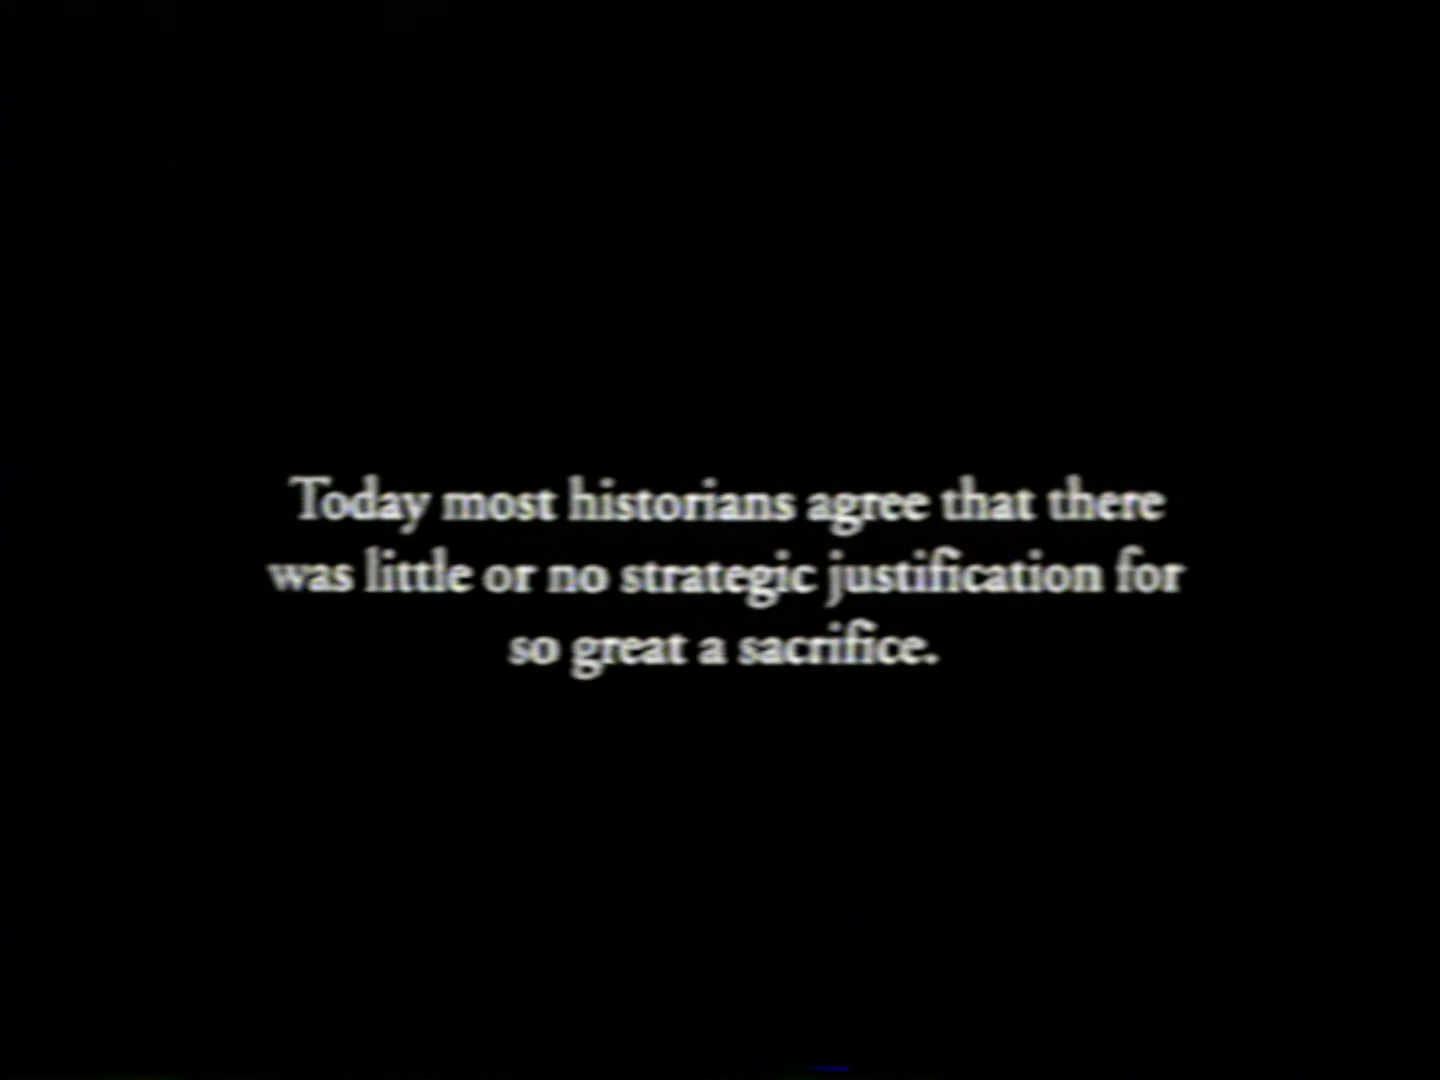 Today most historians agree that there
was little or no strategic justification for
so great a sacrifice.